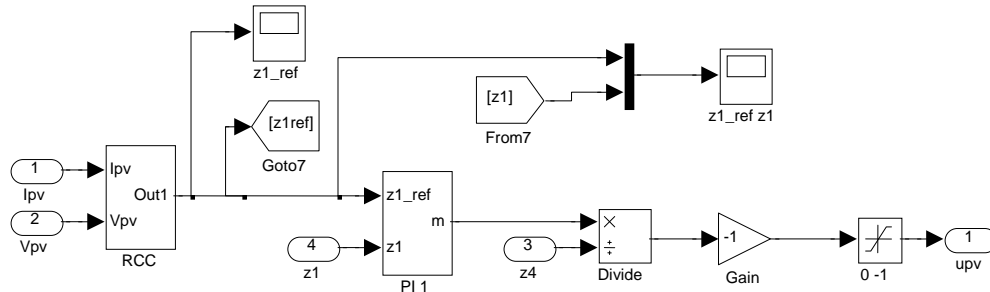 z1_ref
[z1ref]
Goto7
[z1]
From7
z1_ref z1
1
Ipv
2
Vpv
Ipv
Out1
Vpv
RCC
z1_ref
m
z1
PI 1
4
z1
3
z4
×
÷
+
Divide
-1
Gain
0 -1
1
upv